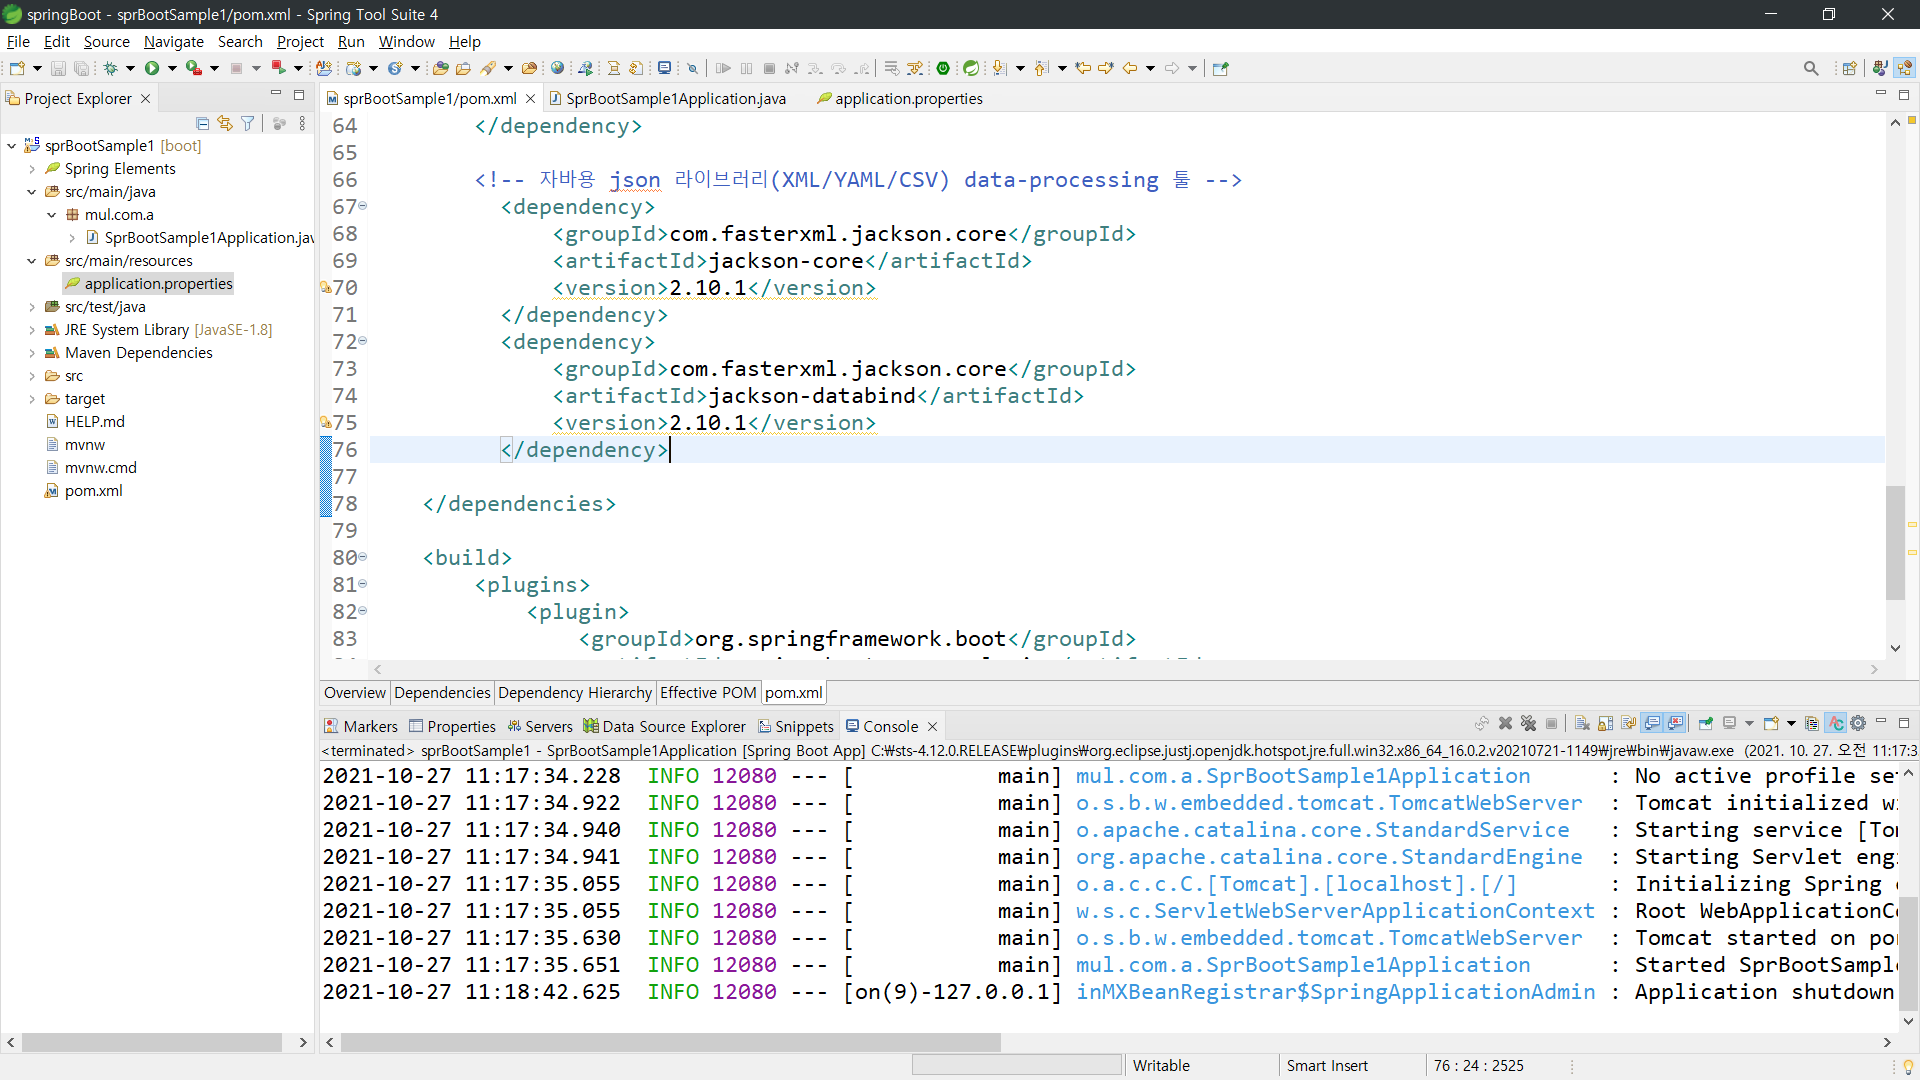 springBoot - sprBootSample1/pom.xml - Spring Tool Suite 4
File Edit Source Navigate Search Project Run Window Help
Project Explorer
sprBootSample1/pom.xml SprBootSample1Application.java application.properties
sprBootSample1 [boot]
Spring Elements
src/main/java
mul.com.a
SprBootSample1Application.jav
src/main/resources
application.properties
src/test/java
JRE System Library [JavaSE-1.8]
Maven Dependencies
src
target
HELP.md
mvnw
mvnw.cmd
pom.xml
64 </dependency>
65
66 <!-- 자바용 json 라이브러리(XML/YAML/CSV) data-processing 툴 -->
67 <dependency>
68 <groupId>com.fasterxml.jackson.core</groupId>
69 <artifactId>jackson-core</artifactId>
70 <version>2.10.1</version>
71 </dependency>
72 <dependency>
73 <groupId>com.fasterxml.jackson.core</groupId>
74 <artifactId>jackson-databind</artifactId>
75 <version>2.10.1</version>
76 </dependency>
77
78 </dependencies>
79
80 <build>
81 <plugins>
82 <plugin>
83 <groupId>org.springframework.boot</groupId>
Overview Dependencies Dependency Hierarchy Effective POM pom.xml
Markers Properties Servers Data Source Explorer Snippets Console
<terminated> sprBootSample1 - SprBootSample1Application [Spring Boot App] C:₩sts-4.12.0.RELEASE₩plugins₩org.eclipse.justj.openjdk.hotspot.jre.full.win32.x86_64_16.0.2.v20210721-1149₩jre₩bin₩javaw.exe (2021. 10. 27. 오전 11:17:3
2021-10-27 11:17:34.228 INFO 12080 --- [ main] mul.com.a.SprBootSample1Application : No active profile se
2021-10-27 11:17:34.922 INFO 12080 --- [ main] o.s.b.w.embedded.tomcat.TomcatWebServer : Tomcat initialized w
2021-10-27 11:17:34.940 INFO 12080 --- [ main] o.apache.catalina.core.StandardService : Starting service [Tom
2021-10-27 11:17:34.941 INFO 12080 --- [ main] org.apache.catalina.core.StandardEngine : Starting Servlet eng
2021-10-27 11:17:35.055 INFO 12080 --- [ main] o.a.c.c.C.[Tomcat].[localhost].[/] : Initializing Spring
2021-10-27 11:17:35.055 INFO 12080 --- [ main] w.s.c.ServletWebServerApplicationContext : Root WebApplicationCo
2021-10-27 11:17:35.630 INFO 12080 --- [ main] o.s.b.w.embedded.tomcat.TomcatWebServer : Tomcat started on po
2021-10-27 11:17:35.651 INFO 12080 --- [ main] mul.com.a.SprBootSample1Application : Started SprBootSampl
2021-10-27 11:18:42.625 INFO 12080 --- [on(9)-127.0.0.1] inMXBeanRegistrar$SpringApplicationAdmin : Application shutdown
Writable Smart Insert 76 : 24 : 2525